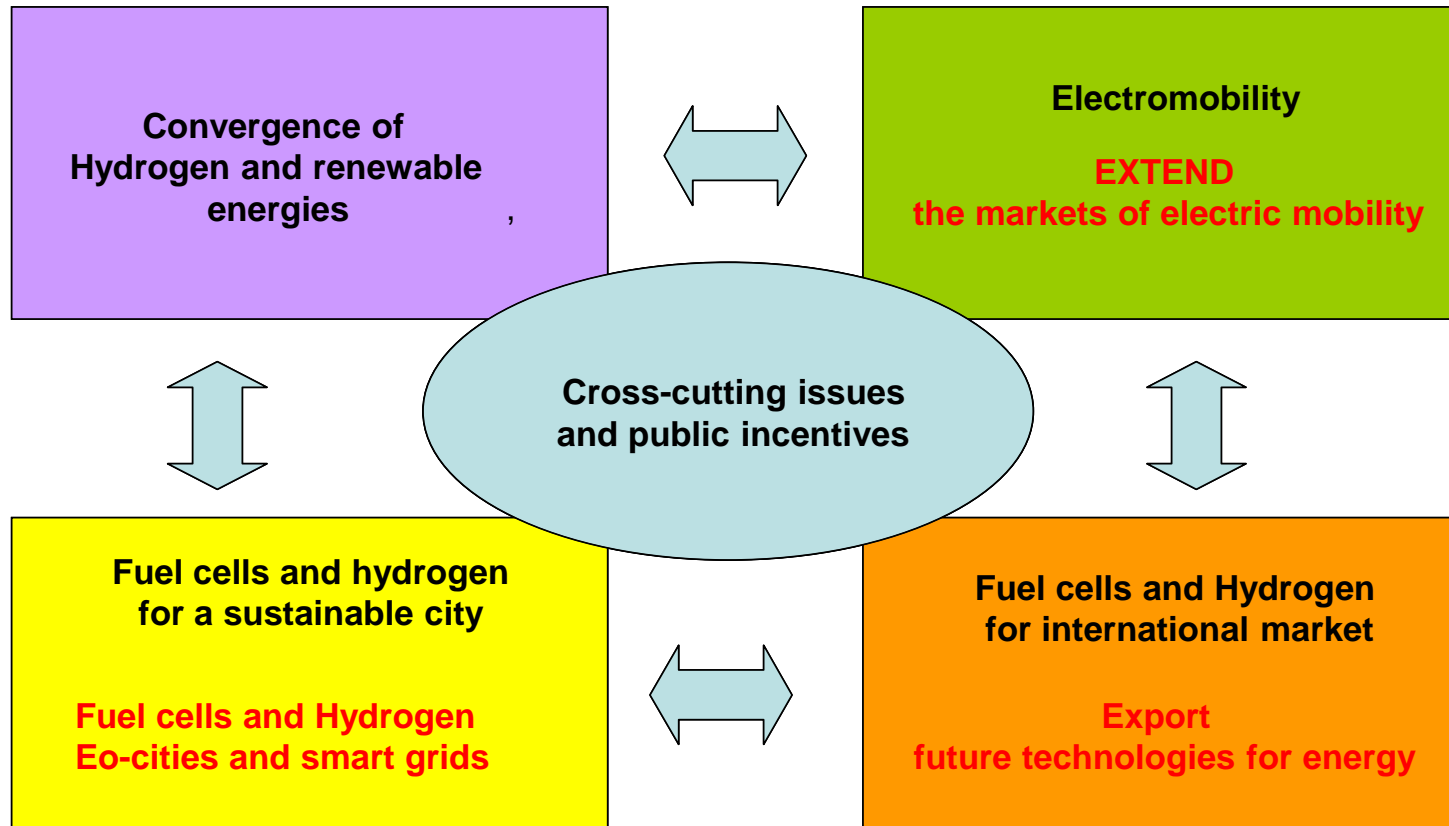 Convergence of
Hydrogen and renewable
energies ,
Electromobility
EXTEND
the markets of electric mobility
Cross-cutting issues
and public incentives
Fuel cells and hydrogen
for a sustainable city
Fuel cells and Hydrogen
Eo-cities and smart grids
Fuel cells and Hydrogen
for international market
Export
future technologies for energy